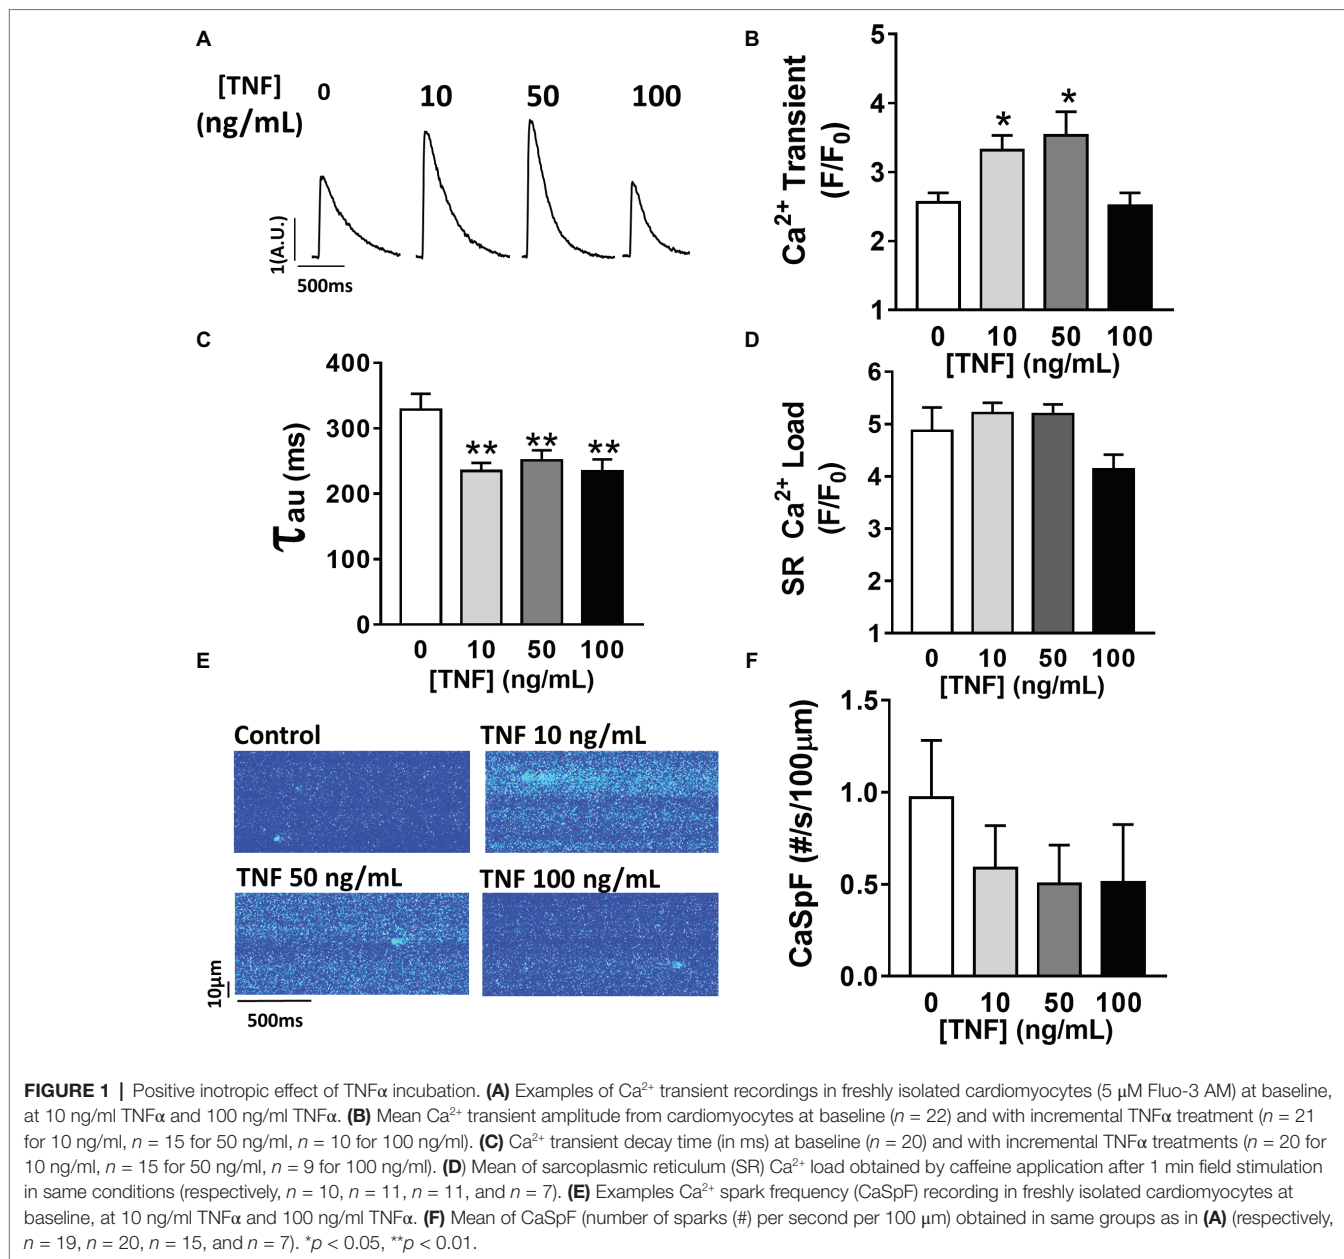 A
[TNF] 0 10 50 100
(ng/mL)
1(A.U.)
500ms
B
Ca²⁺ Transient
(F/F₀)
5
4
3
2
1
* *
0 10 50 100
[TNF] (ng/mL)
C
τau (ms)
400
300
200
100
0
** ** **
0 10 50 100
[TNF] (ng/mL)
D
SR Ca²⁺ Load
(F/F₀)
6
5
4
3
2
1
0 10 50 100
[TNF] (ng/mL)
E
Control TNF 10 ng/mL
TNF 50 ng/mL TNF 100 ng/mL
10μm
500ms
F
CaSpF (#/s/100μm)
1.5
1.0
0.5
0.0
0 10 50 100
[TNF] (ng/mL)
FIGURE 1 | Positive inotropic effect of TNFα incubation. (A) Examples of Ca²⁺ transient recordings in freshly isolated cardiomyocytes (5 μM Fluo-3 AM) at baseline,
at 10 ng/ml TNFα and 100 ng/ml TNFα. (B) Mean Ca²⁺ transient amplitude from cardiomyocytes at baseline (n = 22) and with incremental TNFα treatment (n = 21
for 10 ng/ml, n = 15 for 50 ng/ml, n = 10 for 100 ng/ml). (C) Ca²⁺ transient decay time (in ms) at baseline (n = 20) and with incremental TNFα treatments (n = 20 for
10 ng/ml, n = 15 for 50 ng/ml, n = 9 for 100 ng/ml). (D) Mean of sarcoplasmic reticulum (SR) Ca²⁺ load obtained by caffeine application after 1 min field stimulation
in same conditions (respectively, n = 10, n = 11, n = 11, and n = 7). (E) Examples Ca²⁺ spark frequency (CaSpF) recording in freshly isolated cardiomyocytes at
baseline, at 10 ng/ml TNFα and 100 ng/ml TNFα. (F) Mean of CaSpF (number of sparks (#) per second per 100 μm) obtained in same groups as in (A) (respectively,
n = 19, n = 20, n = 15, and n = 7). *p < 0.05, **p < 0.01.